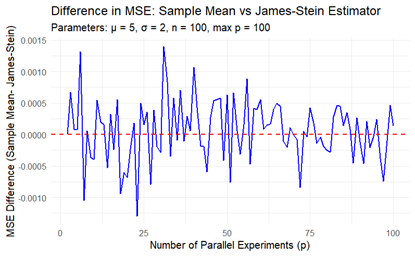 Difference in MSE: Sample Mean vs James-Stein Estimator
Parameters: μ = 5, σ = 2, n = 100, max p = 100
MSE Difference (Sample Mean- James-Stein)
0.0015
0.0010
0.0005
0.0000
-0.0005
-0.0010
0
25
50
75
100
Number of Parallel Experiments (p)